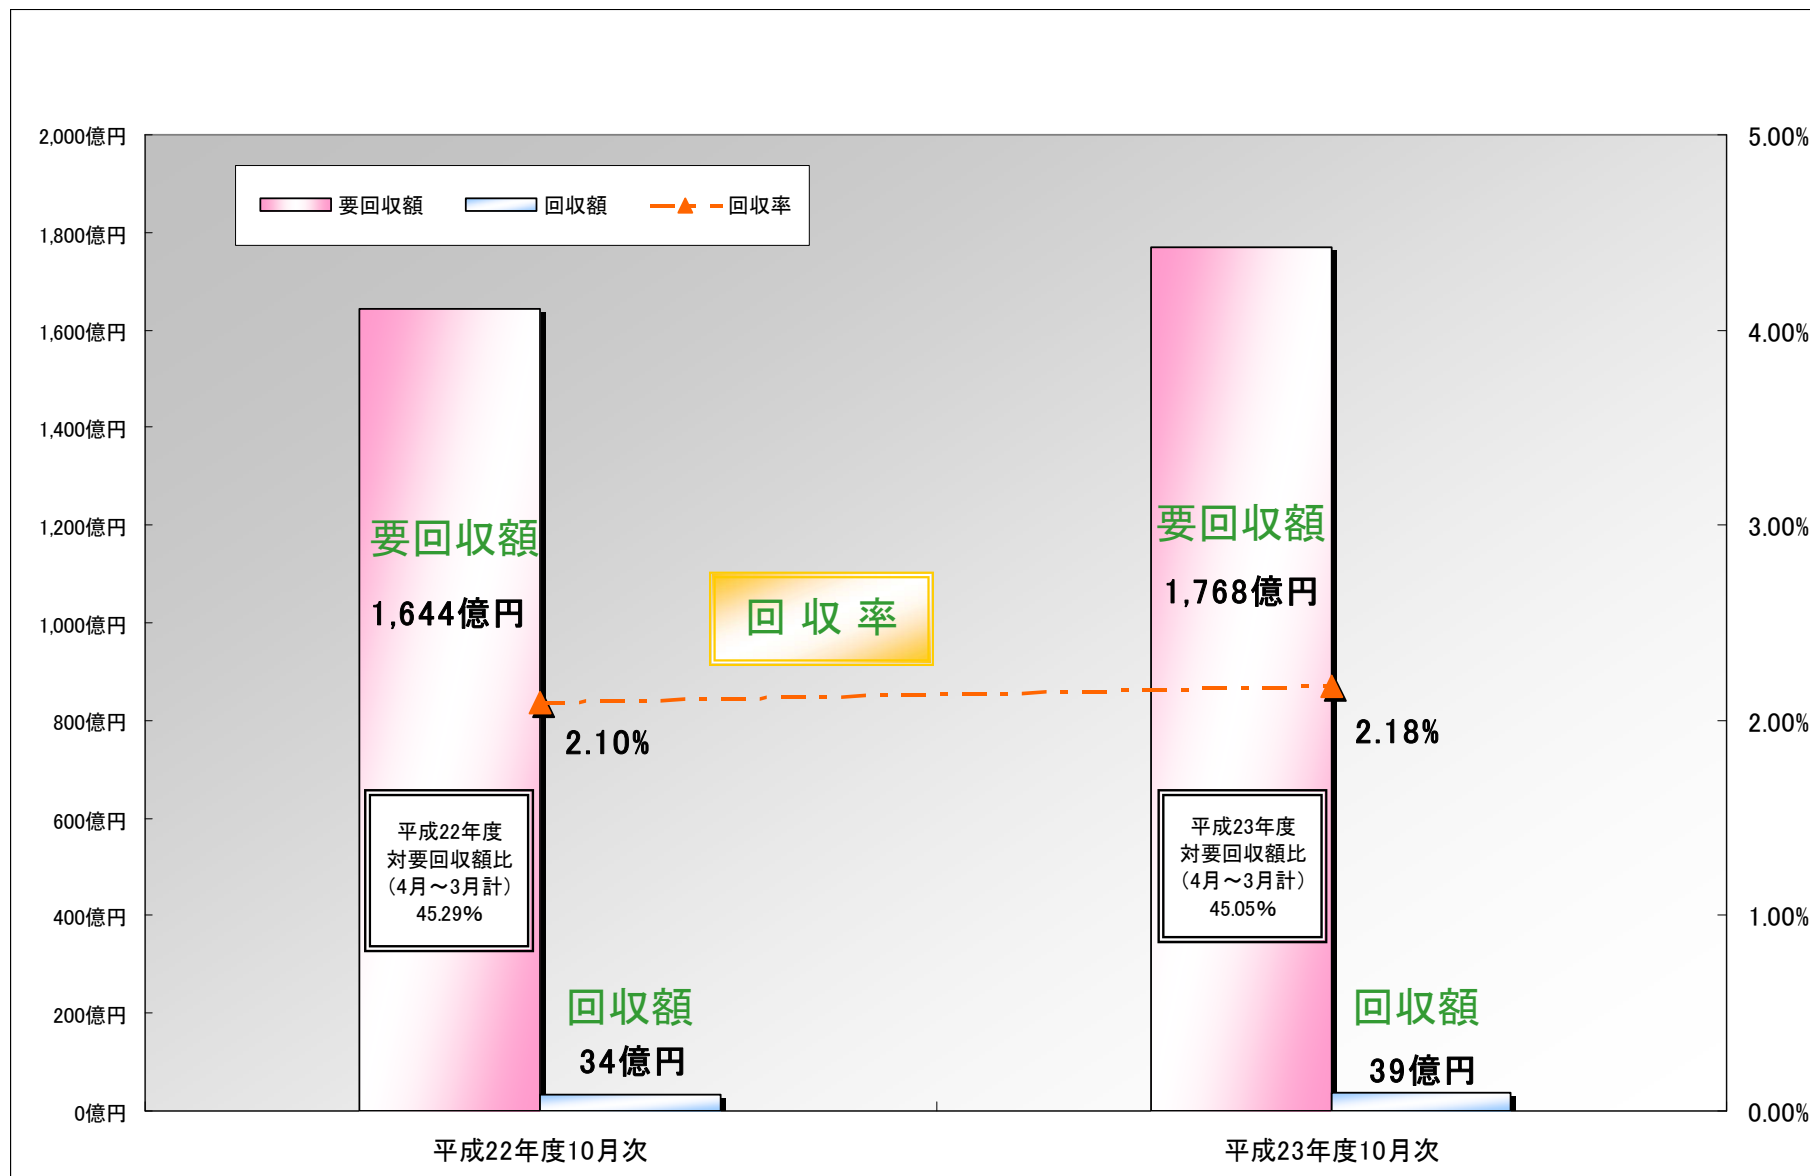 2,000億円
1,800億円
1,600億円
1,400億円
1,200億円
1,000億円
800億円
600億円
400億円
200億円
0億円
5.00%
4.00%
3.00%
2.00%
1.00%
0.00%
要回収額 回収額 回収率
要回収額
1,644億円
回収率
要回収額
1,768億円
2.10%
2.18%
平成22年度
対要回収額比
（4月～3月計）
45.29%
平成23年度
対要回収額比
（4月～3月計）
45.05%
回収額
34億円
回収額
39億円
平成22年度10月次
平成23年度10月次